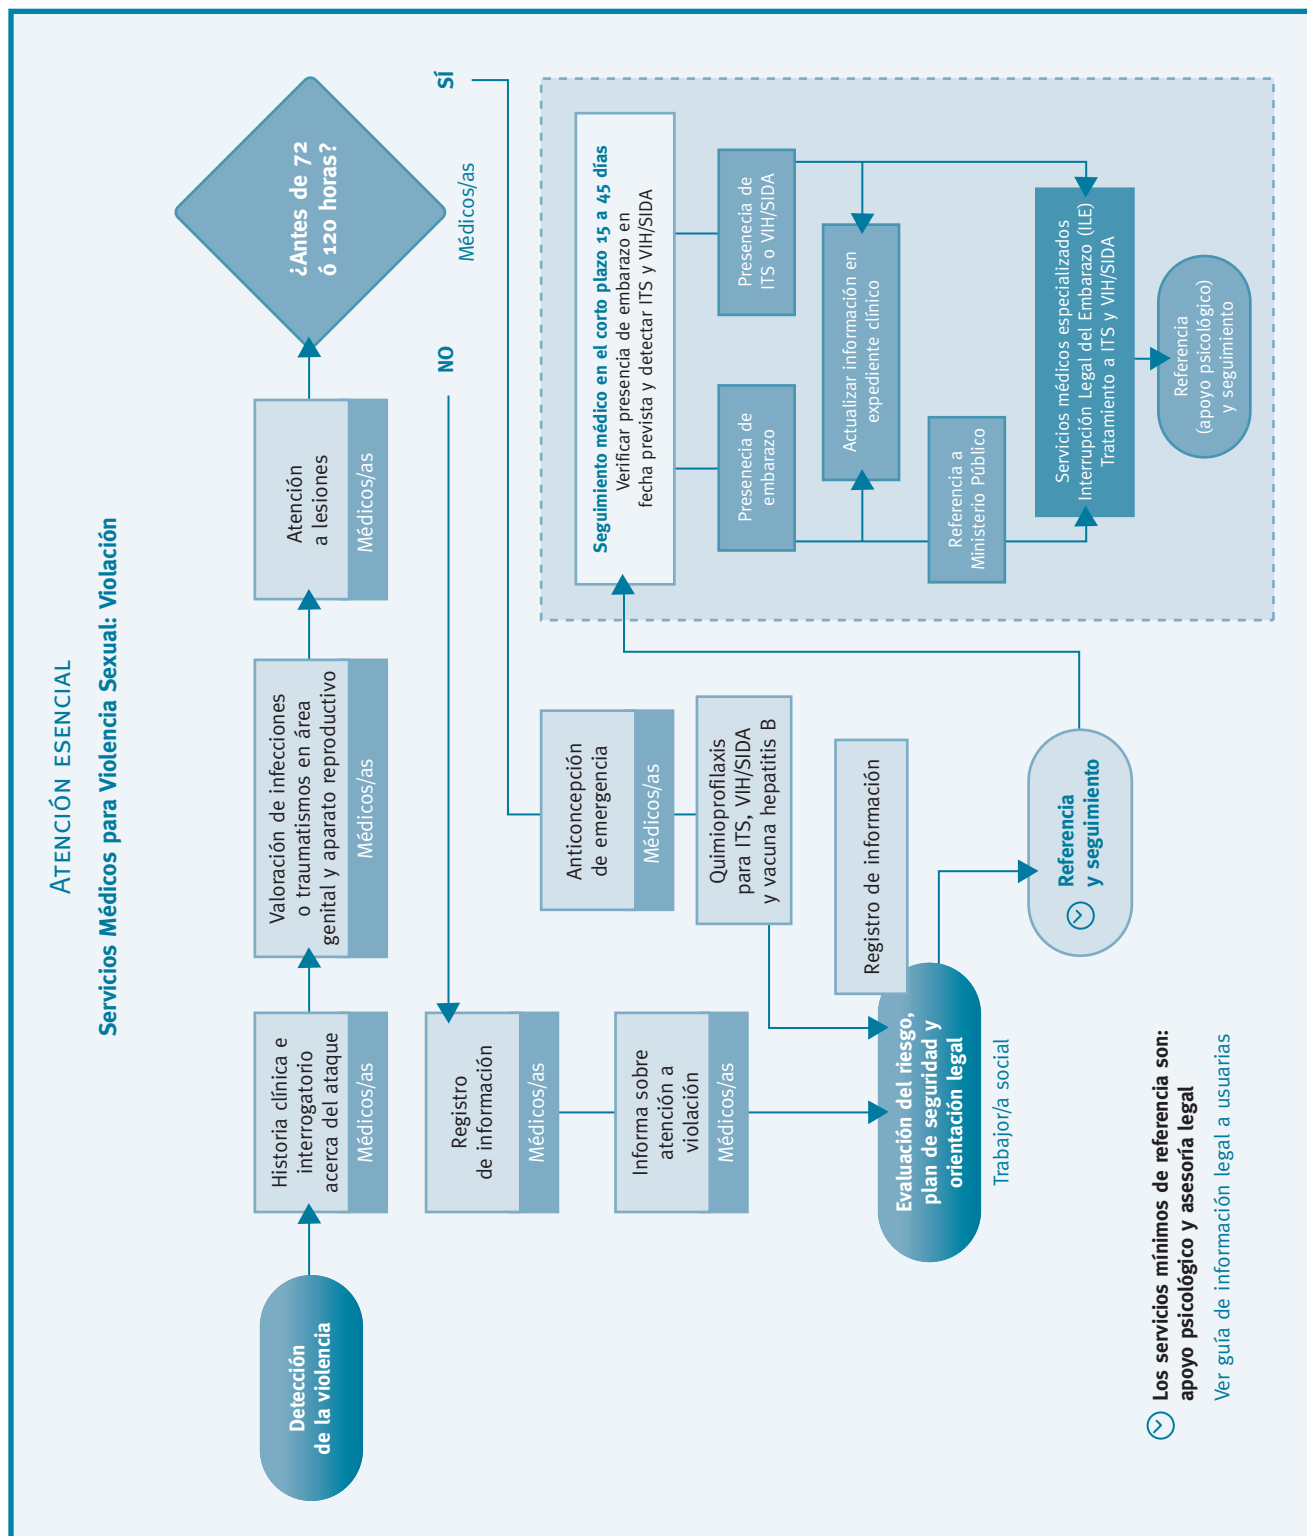 ATENCIÓN ESENCIAL
Servicios Médicos para Violencia Sexual: Violación
Detección
de la violencia
Historia clínica e
interrogatorio
acerca del ataque
Médicos/as
Valoración de infecciones
o traumatismos en área
genital y aparato reproductivo
Médicos/as
Atención
a lesiones
Médicos/as
¿Antes de 72
ó 120 horas?
Médicos/as
NO
SÍ
Registro
de información
Médicos/as
Informa sobre
atención a
violación
Médicos/as
Anticoncepción
de emergencia
Médicos/as
Quimioprofilaxis
para ITS, VIH/SIDA
y vacuna hepatitis B
Registro de información
Evaluación del riesgo,
plan de seguridad y
orientación legal
Trabajor/a social
Referencia
y seguimiento
Seguimiento médico en el corto plazo 15 a 45 días
Verificar presencia de embarazo en
fecha prevista y detectar ITS y VIH/SIDA
Presenecia de
embarazo
Presenecia de
ITS o VIH/SIDA
Actualizar información en
expediente clínico
Referencia a
Ministerio Público
Servicios médicos especializados
Interrupción Legal del Embarazo (ILE)
Tratamiento a ITS y VIH/SIDA
Referencia
(apoyo psicológico)
y seguimiento
Los servicios mínimos de referencia son:
apoyo psicológico y asesoría legal
Ver guía de información legal a usuarias